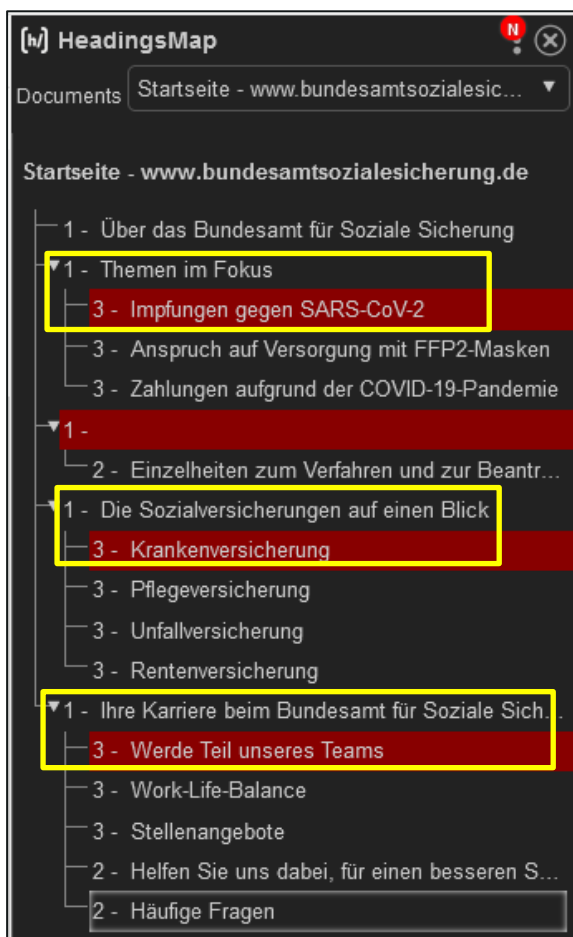 [h/] HeadingsMap N
Documents Startseite - www.bundesamtsozialesic...
Startseite - www.bundesamtsozialesicherung.de
1 - Über das Bundesamt für Soziale Sicherung
1 - Themen im Fokus
3 - Impfungen gegen SARS-CoV-2
3 - Anspruch auf Versorgung mit FFP2-Masken
3 - Zahlungen aufgrund der COVID-19-Pandemie
1 -
2 - Einzelheiten zum Verfahren und zur Beantr...
1 - Die Sozialversicherungen auf einen Blick
3 - Krankenversicherung
3 - Pflegeversicherung
3 - Unfallversicherung
3 - Rentenversicherung
1 - Ihre Karriere beim Bundesamt für Soziale Sich...
3 - Werde Teil unseres Teams
3 - Work-Life-Balance
3 - Stellenangebote
2 - Helfen Sie uns dabei, für einen besseren S...
2 - Häufige Fragen